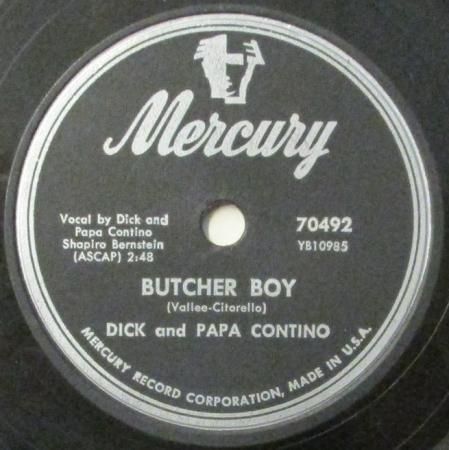 Mercury
Vocal by Dick and
Papa Contino
Shapiro Bernstein
(ASCAP) 2:48
70492
YB10985
BUTCHER BOY
(Vallee-Citorello)
DICK and PAPA CONTINO
MERCURY RECORD CORPORATION, MADE IN U.S.A.